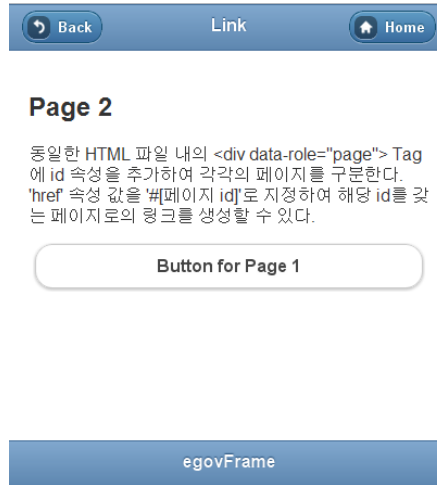 Back
Link
Home
Page 2
동일한 HTML 파일 내의 <div data-role="page"> Tag
에 id 속성을 추가하여 각각의 페이지를 구분한다.
'href' 속성 값을 '#[페이지 id]'로 지정하여 해당 id를 갖
는 페이지로의 링크를 생성할 수 있다.
Button for Page 1
egovFrame